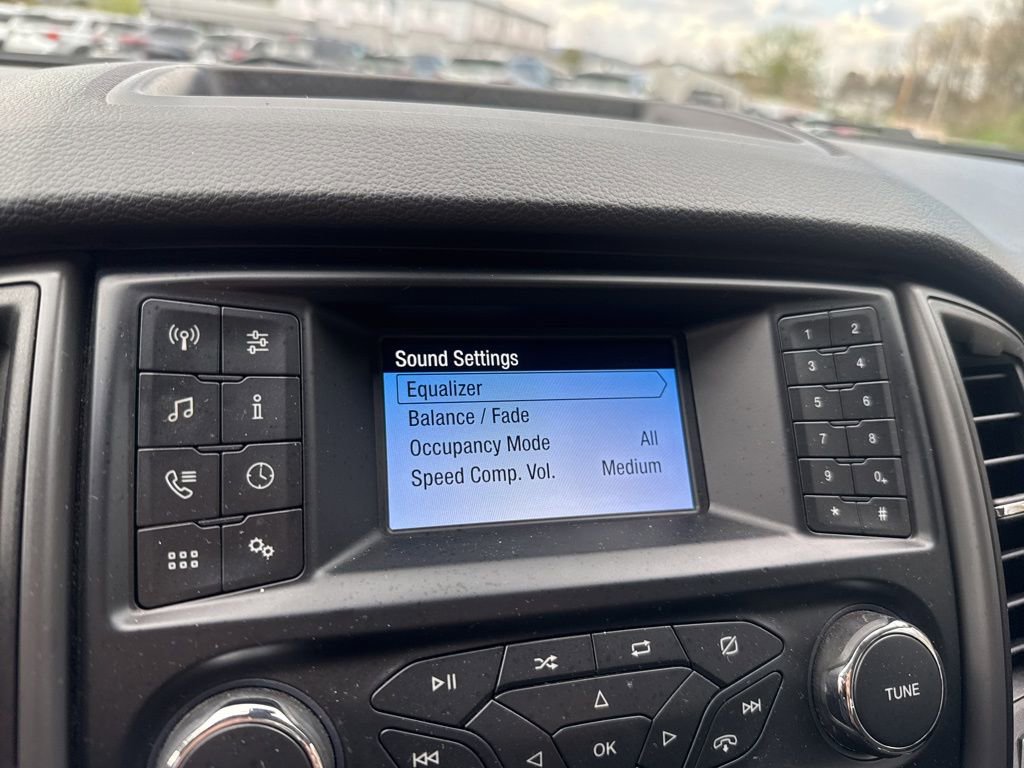 Sound Settings
Equalizer
Balance / Fade
Occupancy Mode All
Speed Comp. Vol. Medium
1 2
3 4
5 6
7 8
9 0+
* #
TUNE
OK